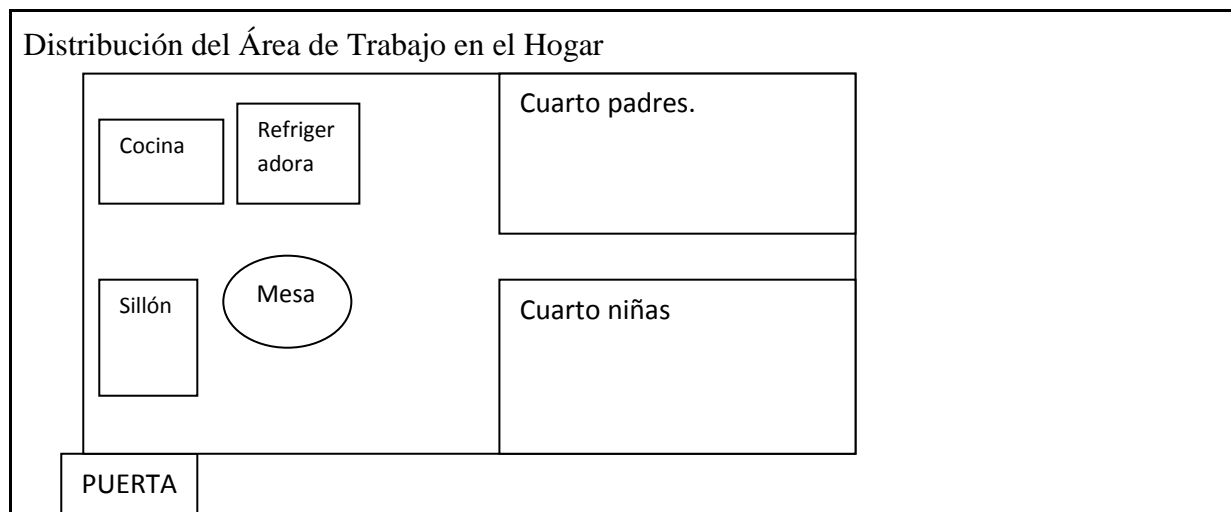 Distribución del Área de Trabajo en el Hogar
Cuarto padres.
Cocina
Refriger
adora
Sillón
Mesa
Cuarto niñas
PUERTA